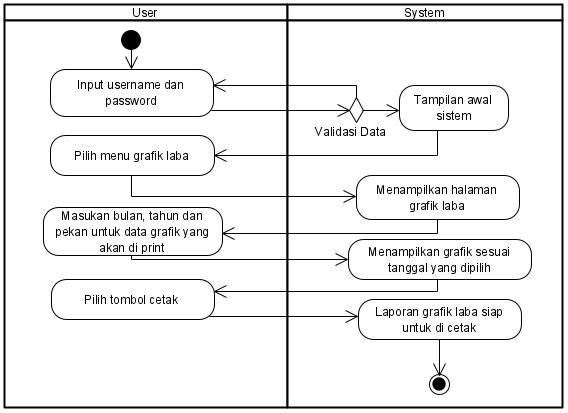 User
System
Input username dan
password
Validasi Data
Tampilan awal
sistem
Pilih menu grafik laba
Menampilkan halaman
grafik laba
Masukan bulan, tahun dan
pekan untuk data grafik yang
akan di print
Menampilkan grafik sesuai
tanggal yang dipilih
Pilih tombol cetak
Laporan grafik laba siap
untuk di cetak